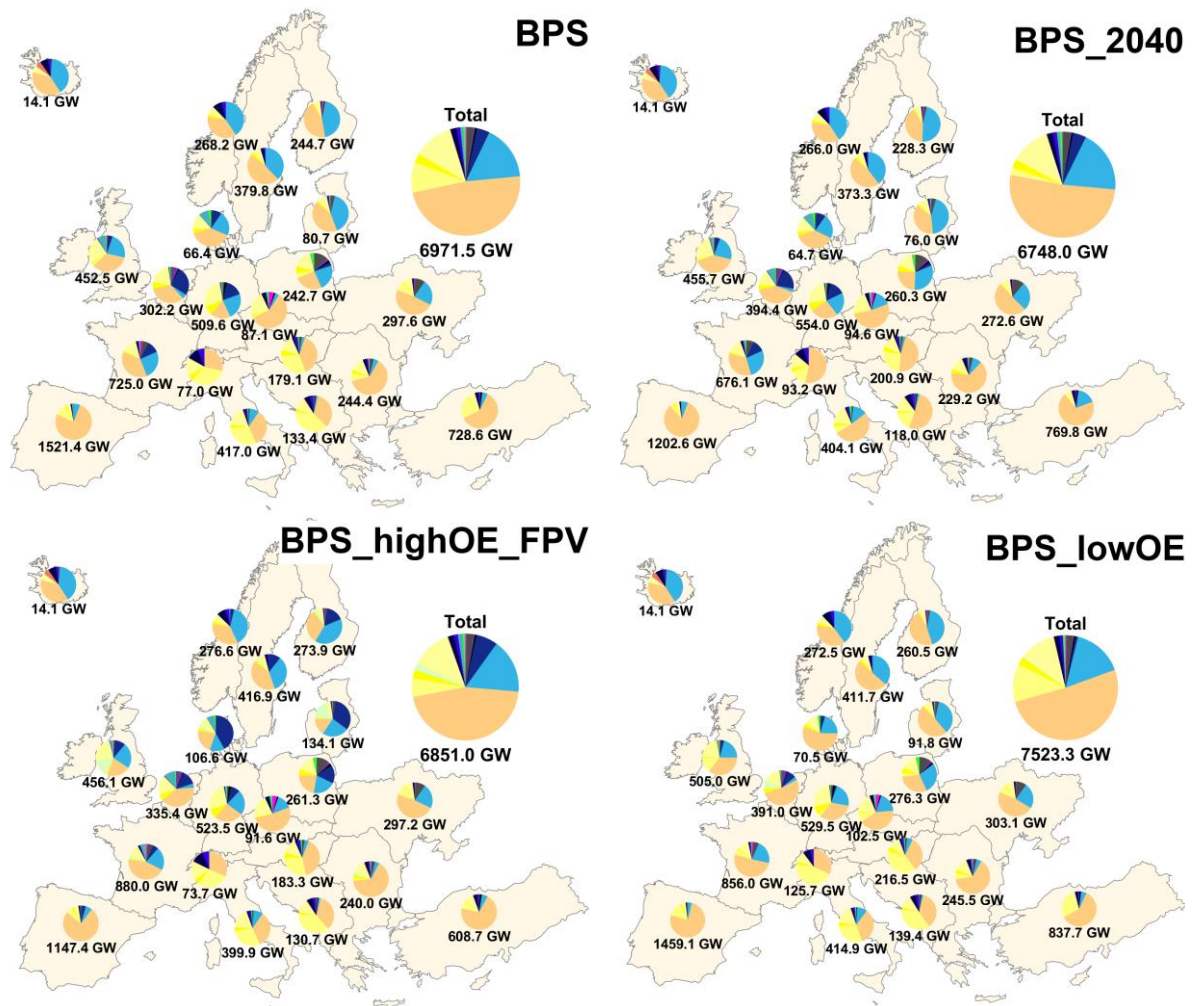 BPS
14.1 GW
Total
268.2 GW
244.7 GW
379.8 GW
80.7 GW
6971.5 GW
66.4 GW
452.5 GW
302.2 GW
242.7 GW
297.6 GW
509.6 GW
87.1 GW
725.0 GW
179.1 GW
77.0 GW
244.4 GW
728.6 GW
1521.4 GW
133.4 GW
417.0 GW
BPS_2040
14.1 GW
Total
266.0 GW
228.3 GW
373.3 GW
76.0 GW
6748.0 GW
64.7 GW
455.7 GW
394.4 GW
260.3 GW
272.6 GW
554.0 GW
94.6 GW
676.1 GW
200.9 GW
93.2 GW
229.2 GW
769.8 GW
1202.6 GW
118.0 GW
404.1 GW
BPS_highOE_FPV
14.1 GW
Total
276.6 GW
273.9 GW
416.9 GW
134.1 GW
6851.0 GW
106.6 GW
456.1 GW
335.4 GW
261.3 GW
297.2 GW
523.5 GW
91.6 GW
880.0 GW
183.3 GW
73.7 GW
240.0 GW
608.7 GW
1147.4 GW
130.7 GW
399.9 GW
BPS_lowOE
14.1 GW
Total
272.5 GW
260.5 GW
411.7 GW
91.8 GW
7523.3 GW
70.5 GW
505.0 GW
391.0 GW
276.3 GW
303.1 GW
529.5 GW
102.5 GW
856.0 GW
216.5 GW
125.7 GW
245.5 GW
837.7 GW
1459.1 GW
139.4 GW
414.9 GW